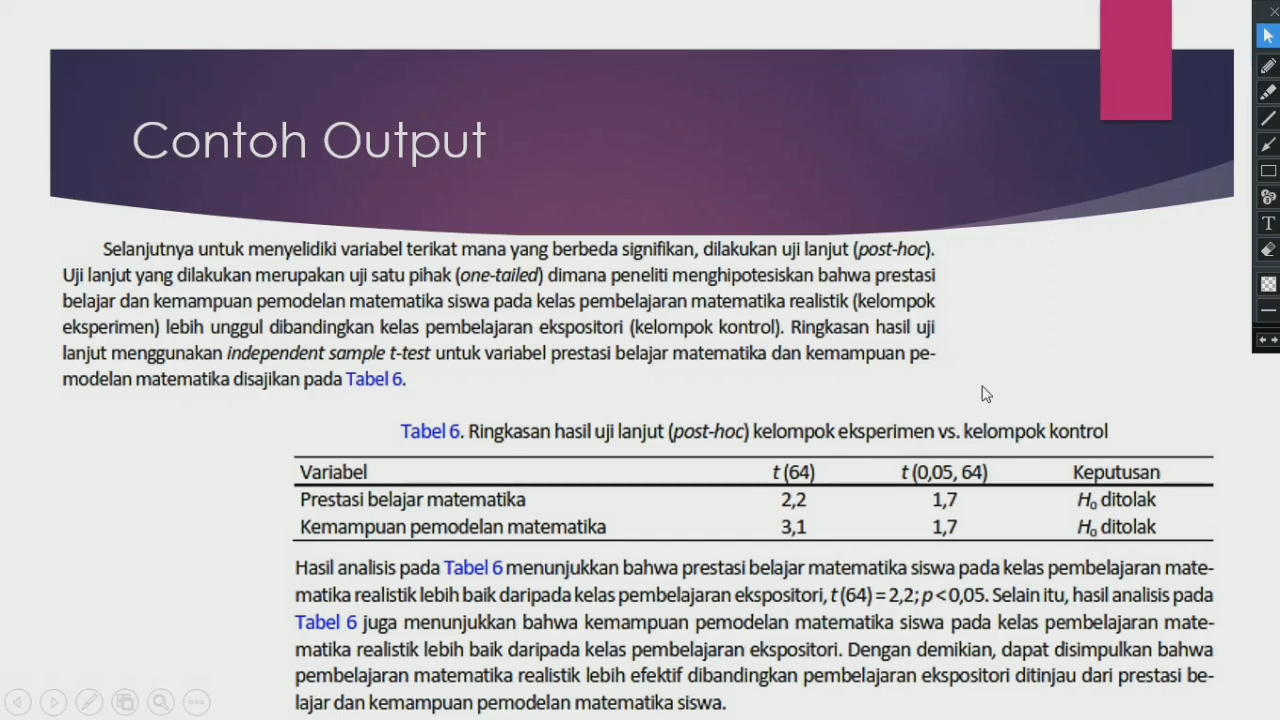 Contoh Output
Selanjutnya untuk menyelidiki variabel terikat mana yang berbeda signifikan, dilakukan uji lanjut (post-hoc).
Uji lanjut yang dilakukan merupakan uji satu pihak (one-tailed) dimana peneliti menghipotesiskan bahwa prestasi
belajar dan kemampuan pemodelan matematika siswa pada kelas pembelajaran matematika realistik (kelompok
eksperimen) lebih unggul dibandingkan kelas pembelajaran ekspositori (kelompok kontrol). Ringkasan hasil uji
lanjut menggunakan independent sample t-test untuk variabel prestasi belajar matematika dan kemampuan pe-
modelan matematika disajikan pada Tabel 6.
Tabel 6. Ringkasan hasil uji lanjut (post-hoc) kelompok eksperimen vs. kelompok kontrol
Variabel t (64) t (0,05, 64) Keputusan
Prestasi belajar matematika 2,2 1,7 H₀ ditolak
Kemampuan pemodelan matematika 3,1 1,7 H₀ ditolak
Hasil analisis pada Tabel 6 menunjukkan bahwa prestasi belajar matematika siswa pada kelas pembelajaran mate-
matika realistik lebih baik daripada kelas pembelajaran ekspositori, t (64) = 2,2; p < 0,05. Selain itu, hasil analisis pada
Tabel 6 juga menunjukkan bahwa kemampuan pemodelan matematika siswa pada kelas pembelajaran mate-
matika realistik lebih baik daripada kelas pembelajaran ekspositori. Dengan demikian, dapat disimpulkan bahwa
pembelajaran matematika realistik lebih efektif dibandingkan pembelajaran ekspositori ditinjau dari prestasi be-
lajar dan kemampuan pemodelan matematika siswa.